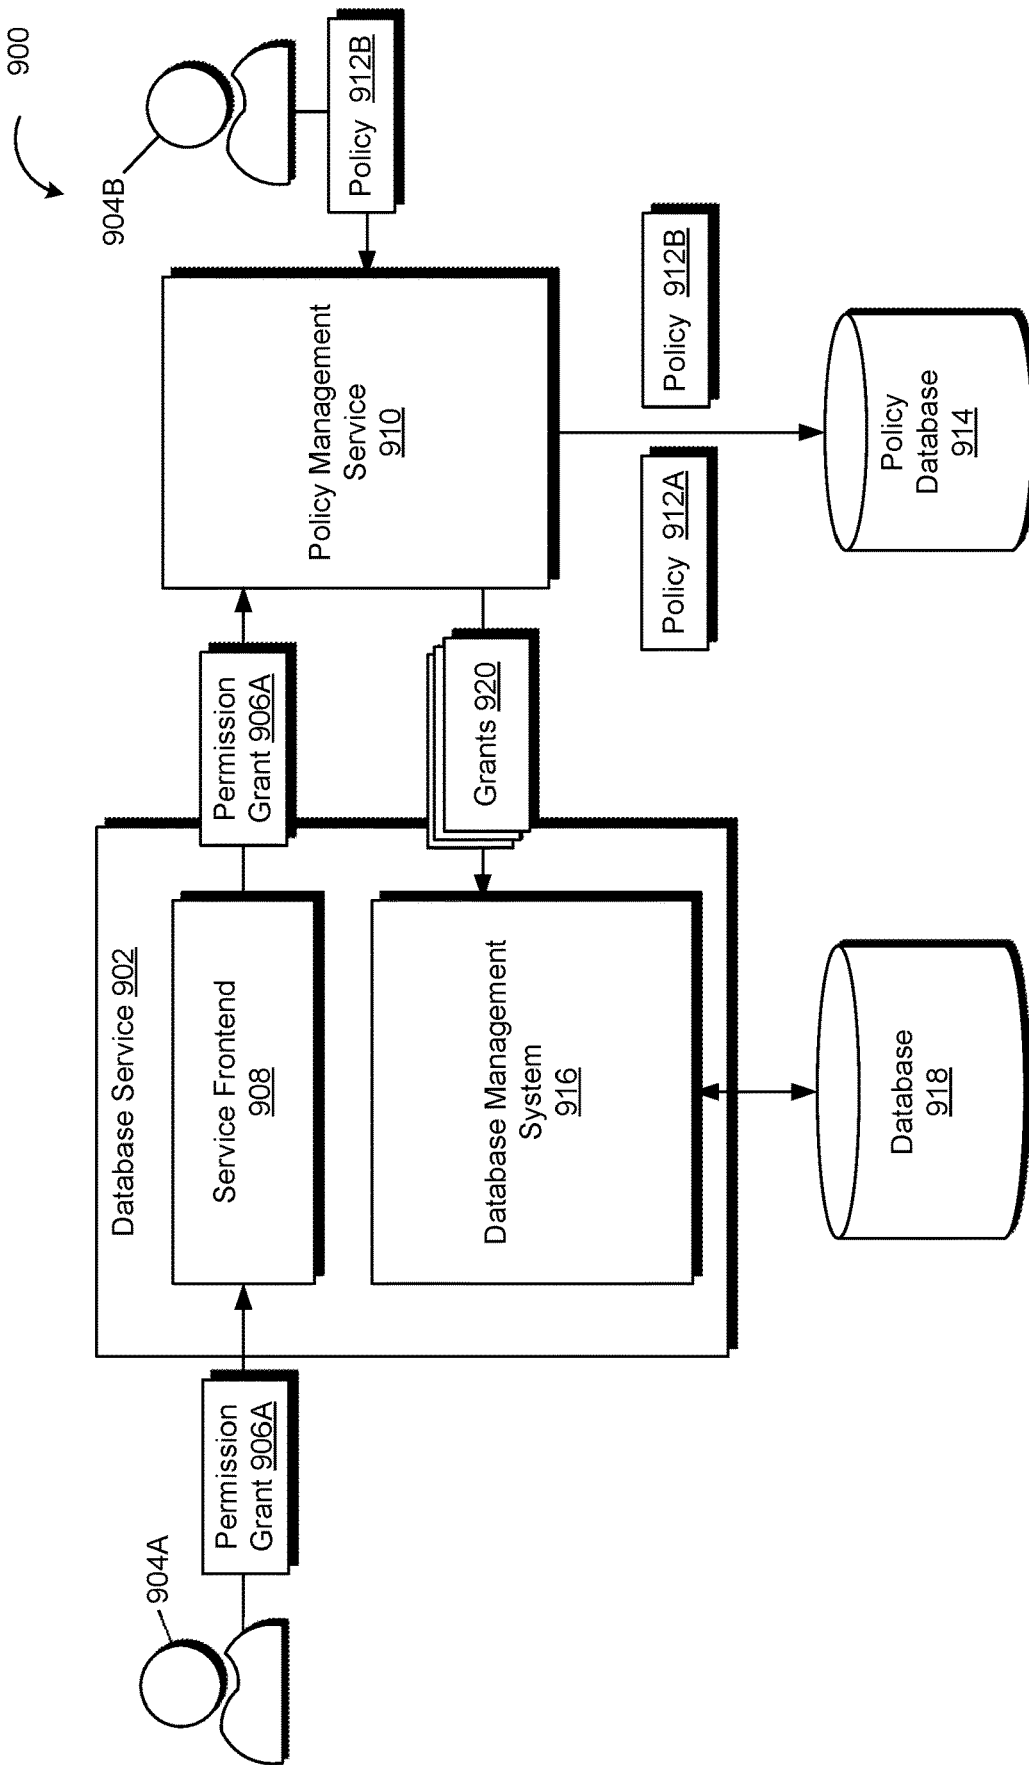 900
904A
904B
Permission
Grant 906A
Database Service 902
Service Frontend
908
Permission
Grant 906A
Policy Management
Service
910
Policy 912B
Database Management
System
916
Grants 920
Policy 912A
Policy 912B
Database
918
Policy
Database
914